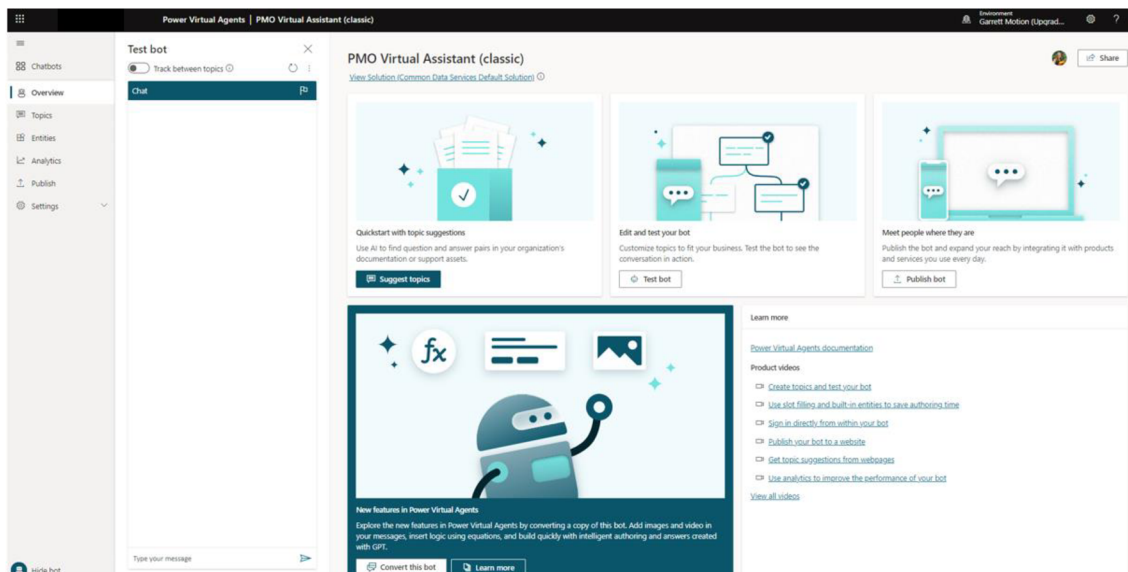 Power Virtual Agents | PMO Virtual Assistant (classic)
Environment
Garrett Motion (Upqrad...
?
Chatbots
Overview
Topics
Entities
Analytics
Publish
Settings
Hide bot
Test bot
Track between topics
Chat
Type your message
PMO Virtual Assistant (classic)
Share
View Solution (Common Data Services Default Solution)
Quickstart with topic suggestions
Use AI to find question and answer pairs in your organization's
documentation or support assets.
Suggest topics
Edit and test your bot
Customize topics to fit your business. Test the bot to see the
conversation in action.
Test bot
Meet people where they are
Publish the bot and expand your reach by integrating it with products
and services you use every day.
Publish bot
fx
New features in Power Virtual Agents
Explore the new features in Power Virtual Agents by converting a copy of this bot. Add images and video in
your messages, insert logic using equations, and build quickly with intelligent authoring and answers created
with GPT.
Convert this bot
Learn more
Learn more
Power Virtual Agents documentation
Product videos
Create topics and test your bot
Use slot filling and built-in entities to save authoring time
Sign in directly from within your bot
Publish your bot to a website
Get topic suggestions from webpages
Use analytics to improve the performance of your bot
View all videos